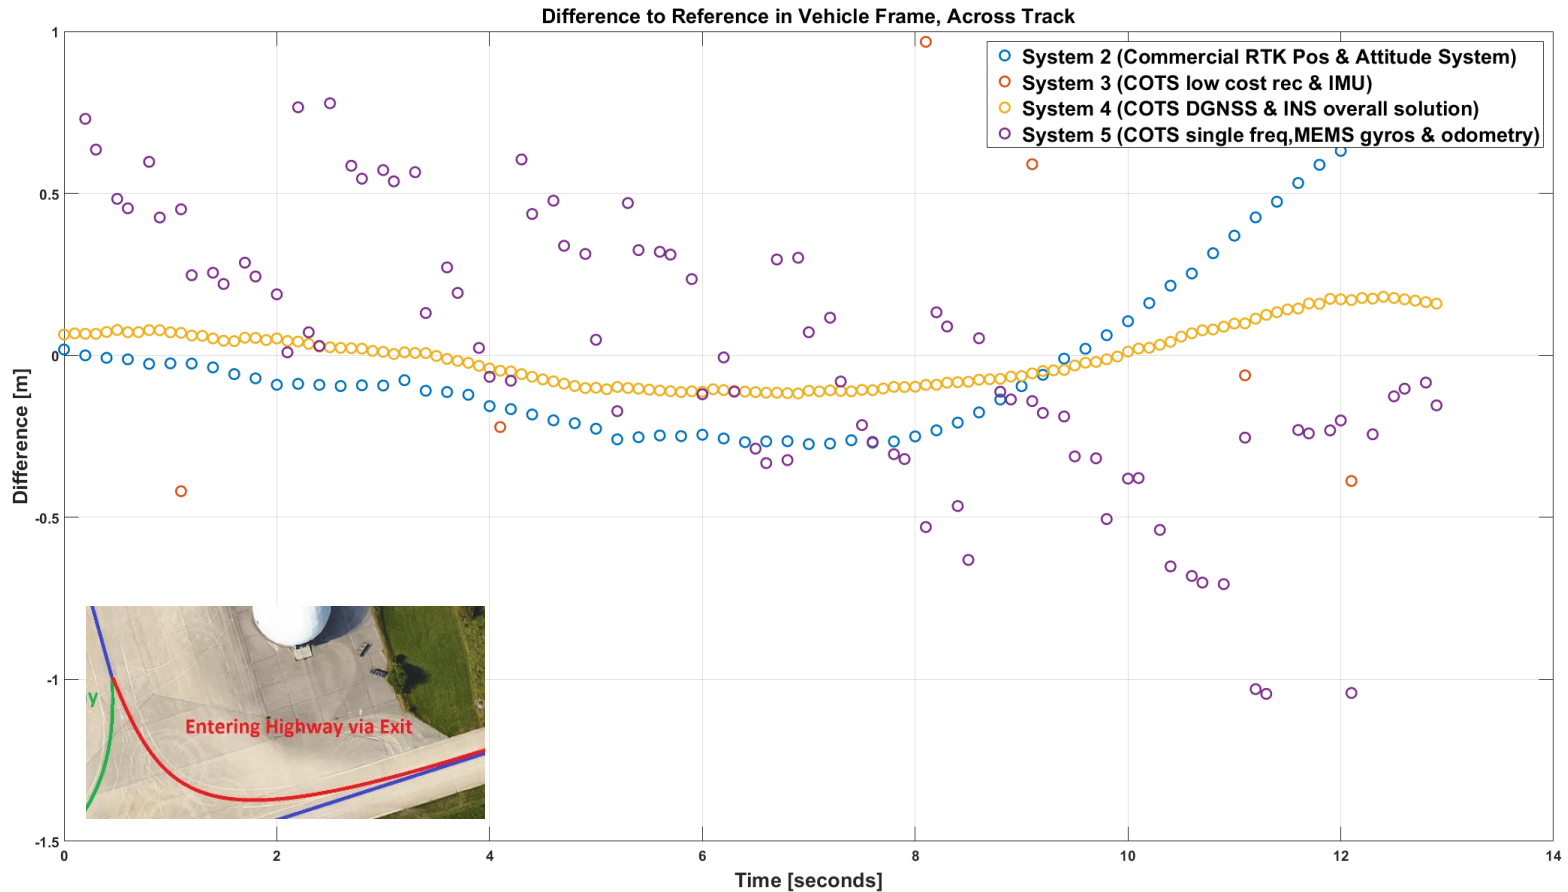 Difference to Reference in Vehicle Frame, Across Track
System 2 (Commercial RTK Pos & Attitude System)
System 3 (COTS low cost rec & IMU)
System 4 (COTS DGNSS & INS overall solution)
System 5 (COTS single freq,MEMS gyros & odometry)
Difference [m]
1
0.5
0
-0.5
-1
-1.5
y
Entering Highway via Exit
0 2 4 6 8 10 12 14
Time [seconds]